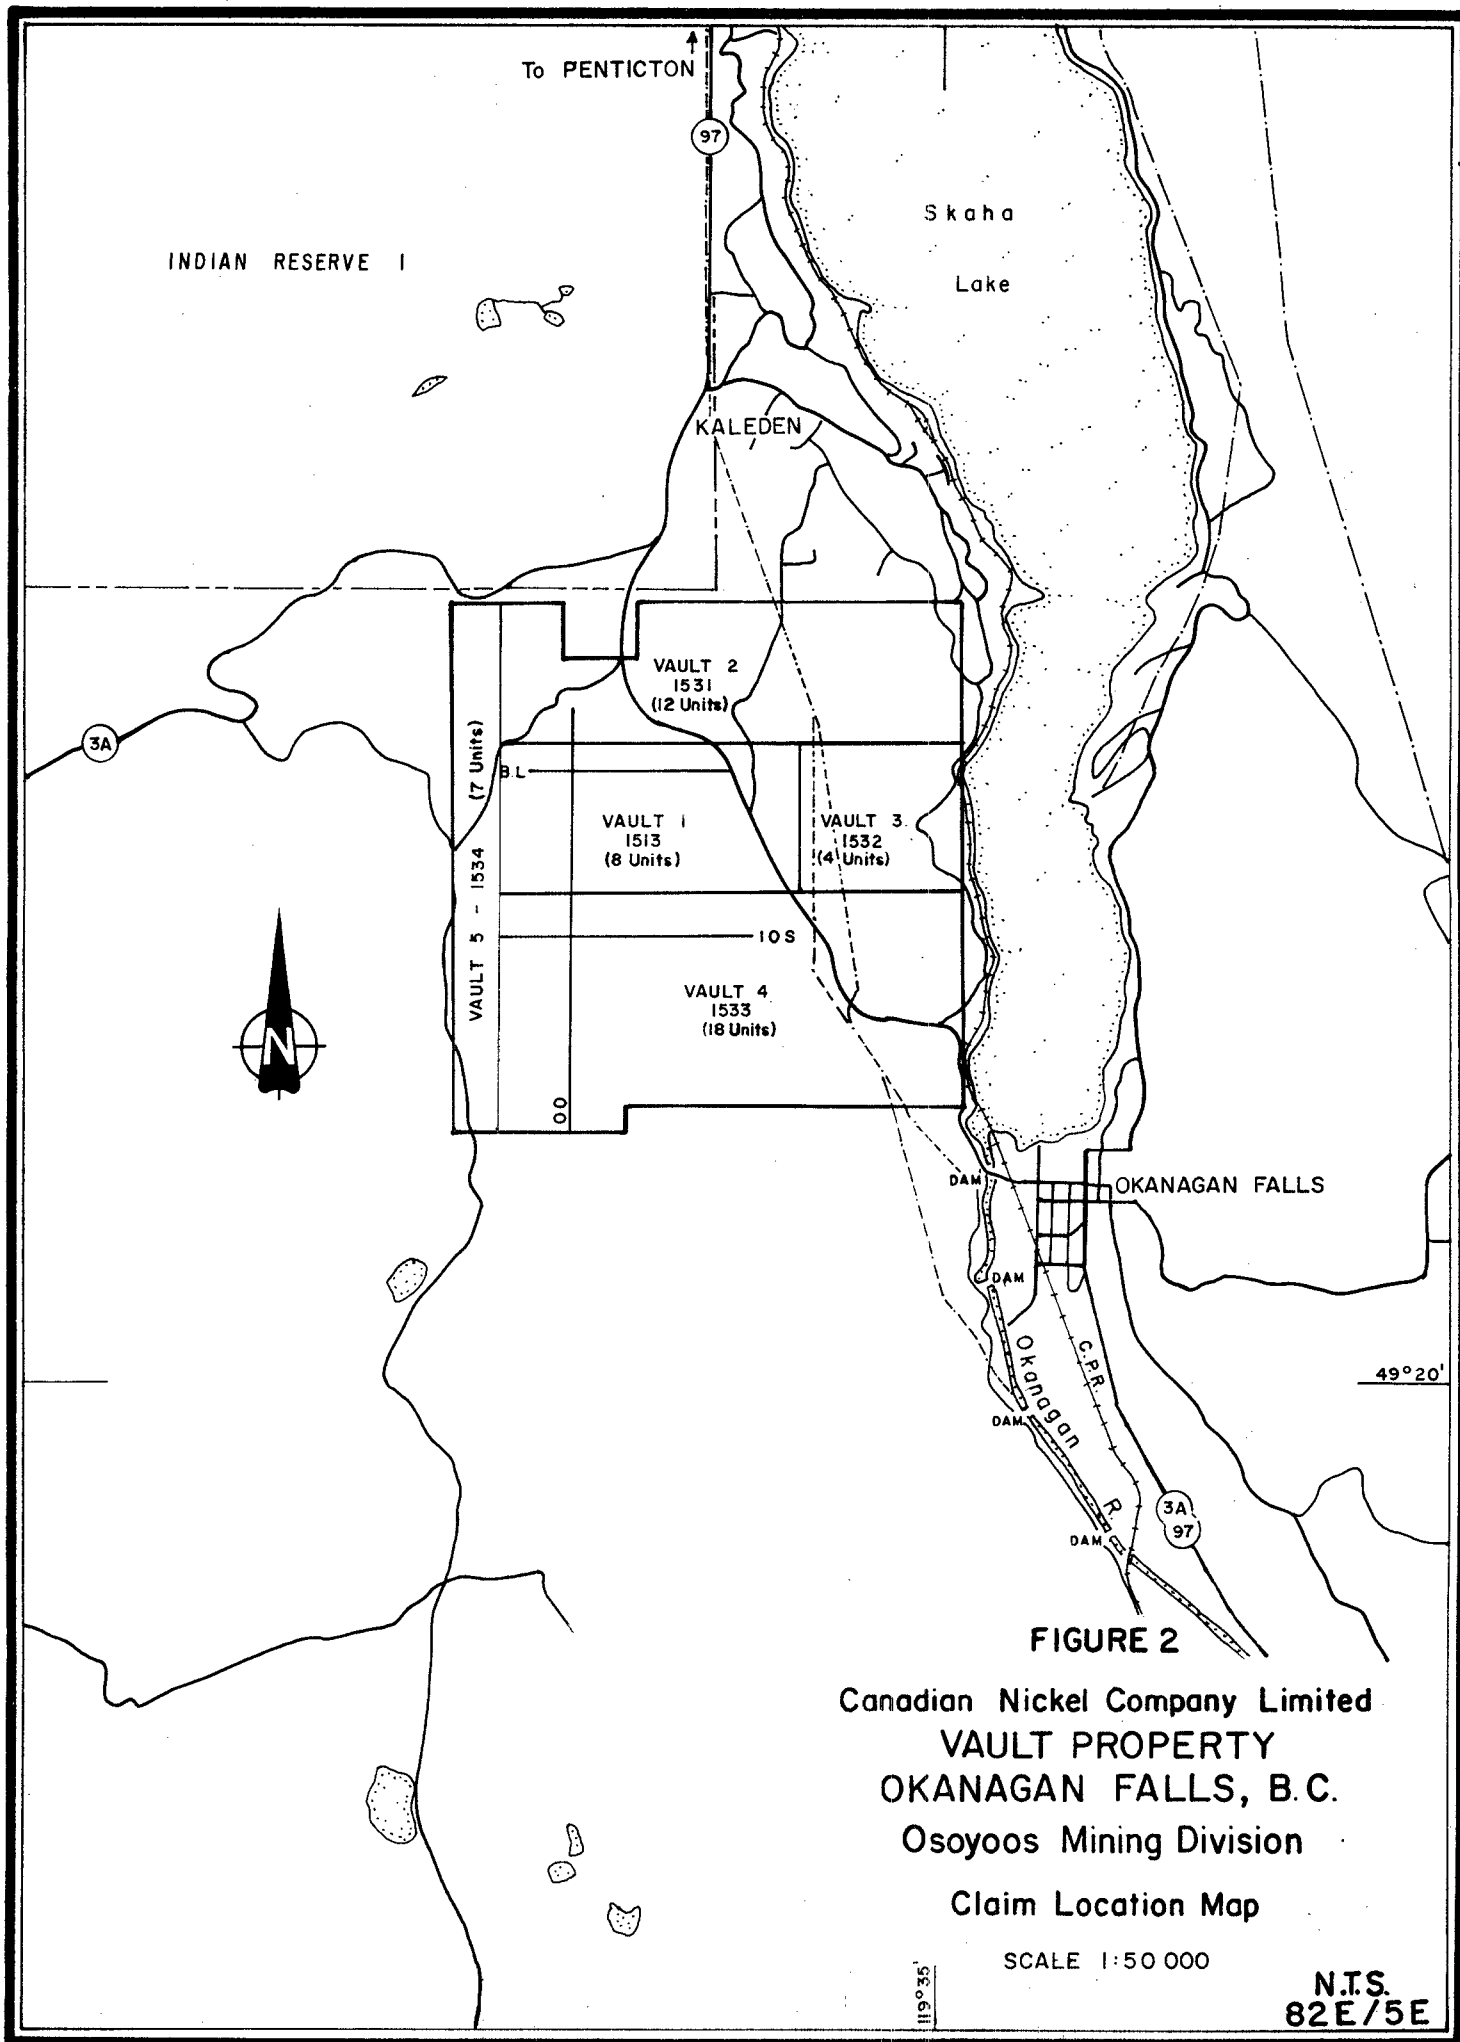 To PENTICTON
97
Skaha
Lake
INDIAN RESERVE 1
KALEDEN
3A
VAULT 2
1531
(12 Units)
B.L
VAULT 1
1513
(8 Units)
VAULT 3
1532
(4 Units)
VAULT 5 - 1534 (7 Units)
10S
VAULT 4
1533
(18 Units)
N
00
DAM
OKANAGAN FALLS
DAM
Okanagan R.
C.P.R.
49°20'
DAM
3A
97
DAM
FIGURE 2
Canadian Nickel Company Limited
VAULT PROPERTY
OKANAGAN FALLS, B.C.
Osoyoos Mining Division
Claim Location Map
SCALE 1:50 000
119°35'
N.T.S.
82E/5E